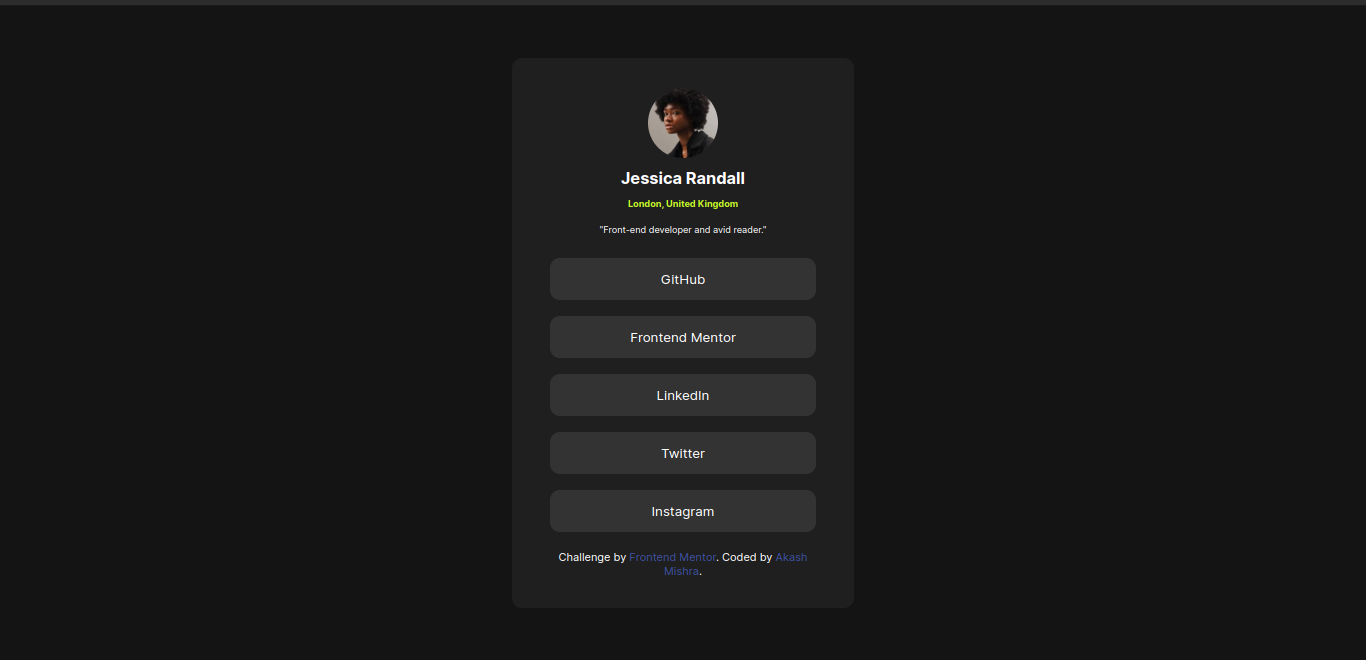 Jessica Randall
London, United Kingdom
"Front-end developer and avid reader."
GitHub
Frontend Mentor
LinkedIn
Twitter
Instagram
Challenge by Frontend Mentor. Coded by Akash
Mishra.